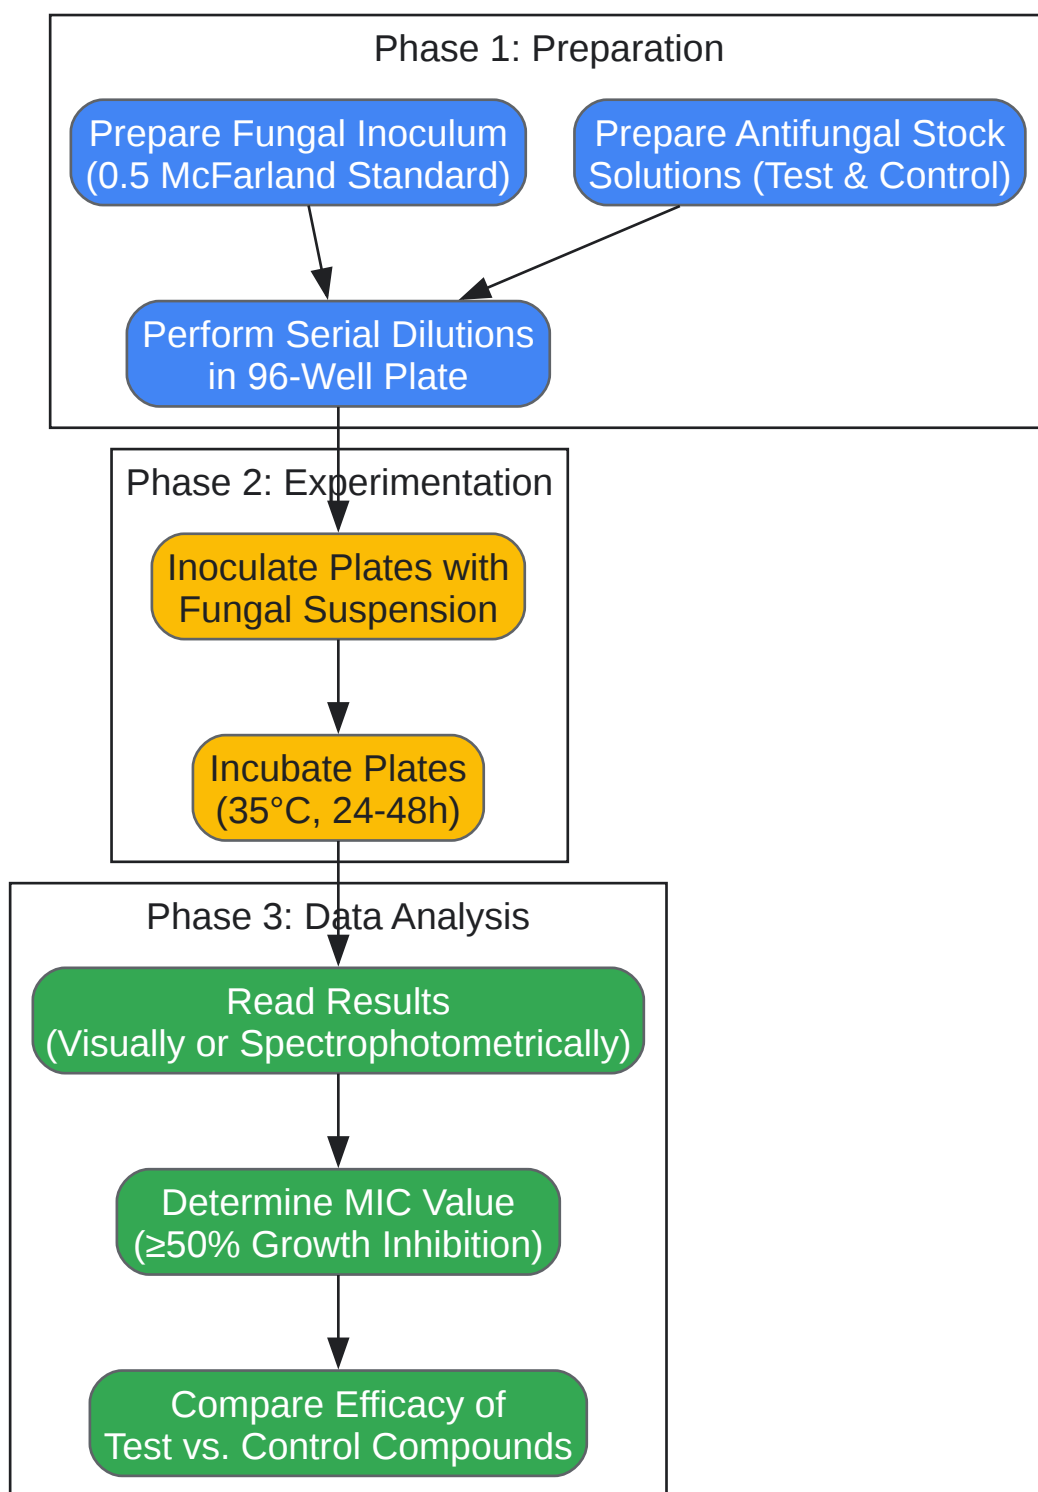 Phase 1: Preparation
Prepare Fungal Inoculum
(0.5 McFarland Standard)
Prepare Antifungal Stock
Solutions (Test & Control)
Perform Serial Dilutions
in 96-Well Plate
Phase 2: Experimentation
Inoculate Plates with
Fungal Suspension
Incubate Plates
(35°C, 24-48h)
Phase 3: Data Analysis
Read Results
(Visually or Spectrophotometrically)
Determine MIC Value
(≥50% Growth Inhibition)
Compare Efficacy of
Test vs. Control Compounds